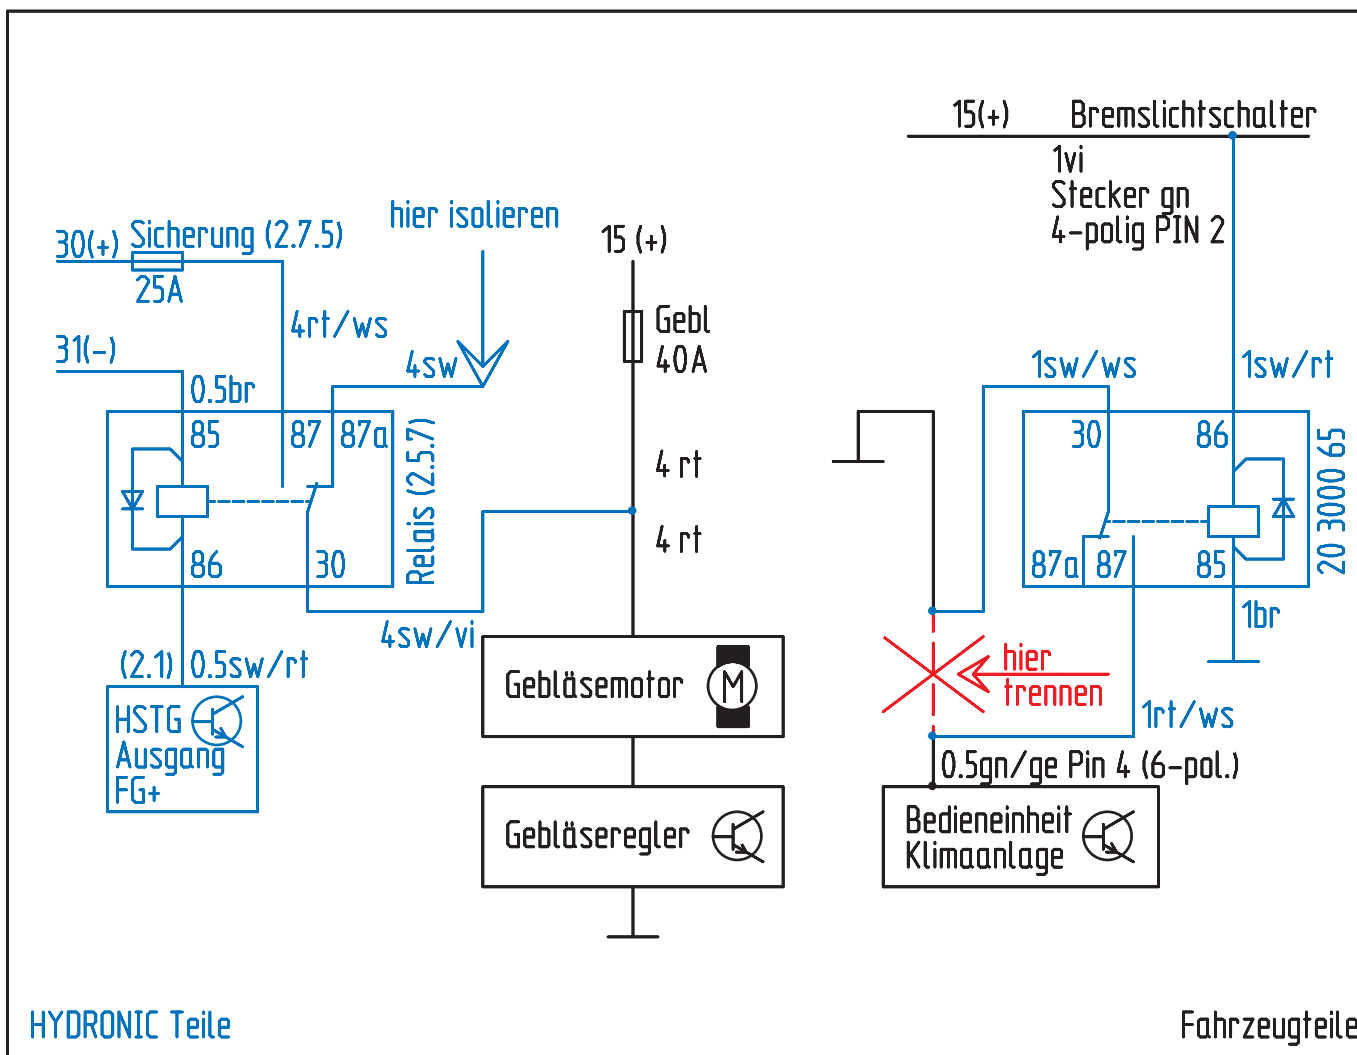 15(+) Bremslichtschalter
1vi
Stecker gn
4-polig PIN 2
hier isolieren
30(+) Sicherung (2.7.5)
25A
15 (+)
4rt/ws
Gebl
40A
31(-)
4sw
0.5br
1sw/ws
1sw/rt
85
87
87a
Relais (2.5.7)
86
30
4 rt
4 rt
30
86
87a
87
85
20 3000 65
4sw/vi
1br
(2.1) 0.5sw/rt
HSTG
Ausgang
FG+
Gebläsemotor
M
hier
trennen
1rt/ws
0.5gn/ge Pin 4 (6-pol.)
Gebläseregler
Bedieneinheit
Klimaanlage
HYDRONIC Teile
Fahrzeugteile